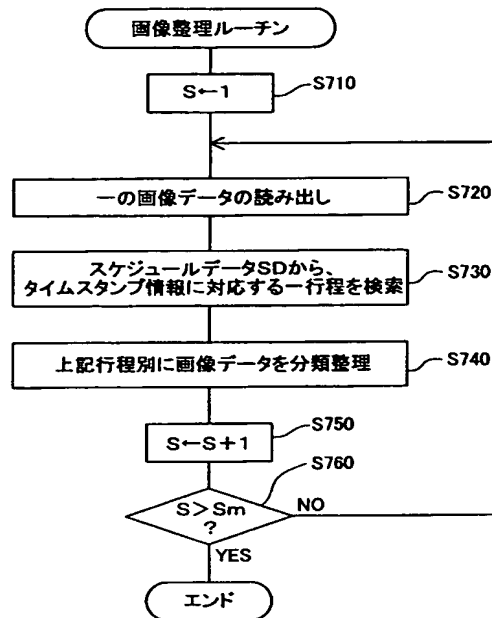 画像整理ルーチン
S←1
S710
一の画像データの読み出し
S720
スケジュールデータSDから、
タイムスタンプ情報に対応する一行程を検索
S730
上記行程別に画像データを分類整理
S740
S←S+1
S750
S>Sm
?
S760
NO
YES
エンド